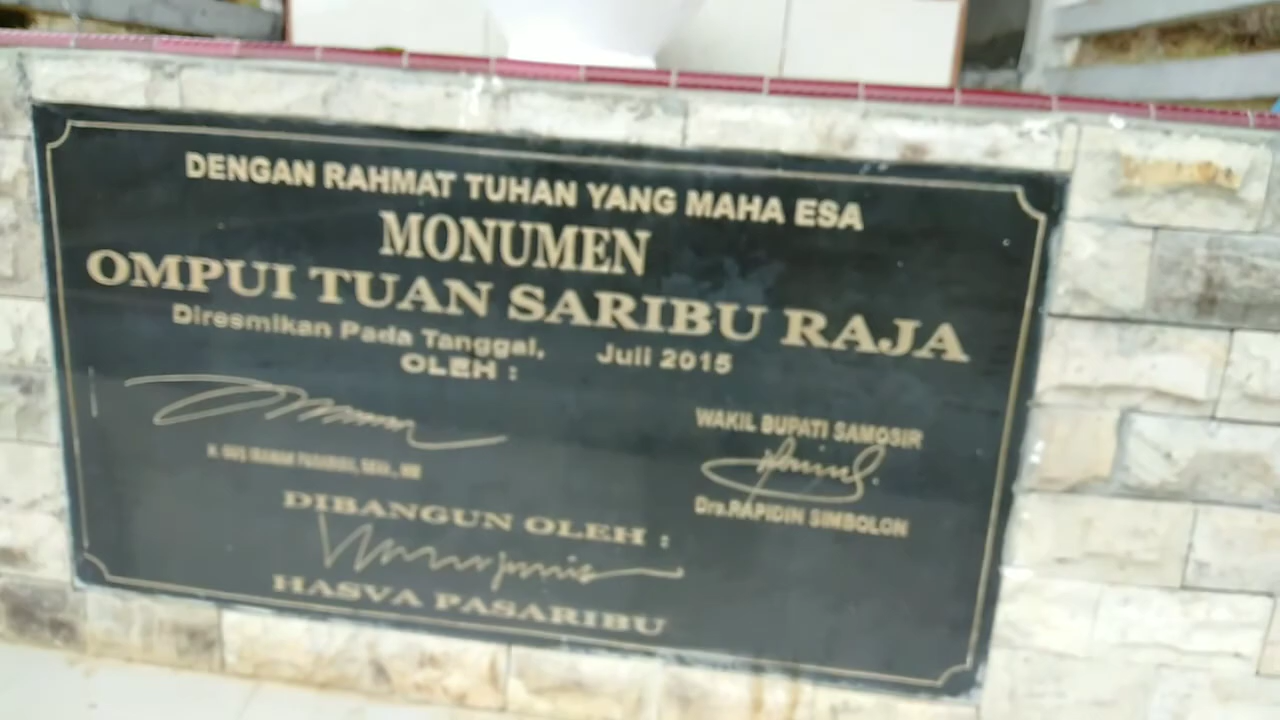 DENGAN RAHMAT TUHAN YANG MAHA ESA
MONUMEN
OMPUI TUAN SARIBU RAJA
Diresmikan Pada Tanggal, Juli 2015
OLEH :
WAKIL BUPATI SAMOSIR
Drs.RAPIDIN SIMBOLON
DIBANGUN OLEH :
HASVA PASARIBU